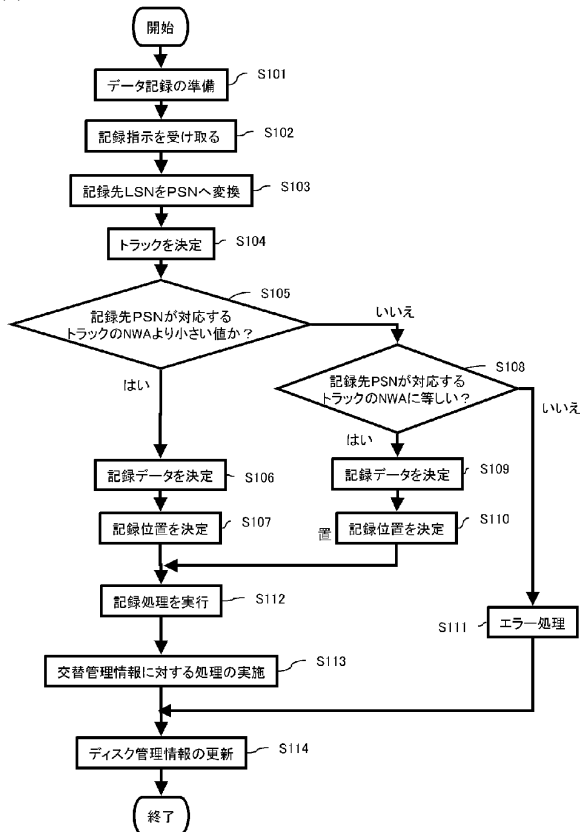 開始
データ記録の準備
S101
記録指示を受け取る
S102
記録先LSNをPSNへ変換
S103
トラックを決定
S104
S105
記録先PSNが対応する
トラックのNWAより小さい値か?
はい
いいえ
S108
記録先PSNが対応する
トラックのNWAに等しい?
はい
いいえ
記録データを決定
S106
記録データを決定
S109
記録位置を決定
S107
置
記録位置を決定
S110
記録処理を実行
S112
S111
エラー処理
交替管理情報に対する処理の実施
S113
ディスク管理情報の更新
S114
終了